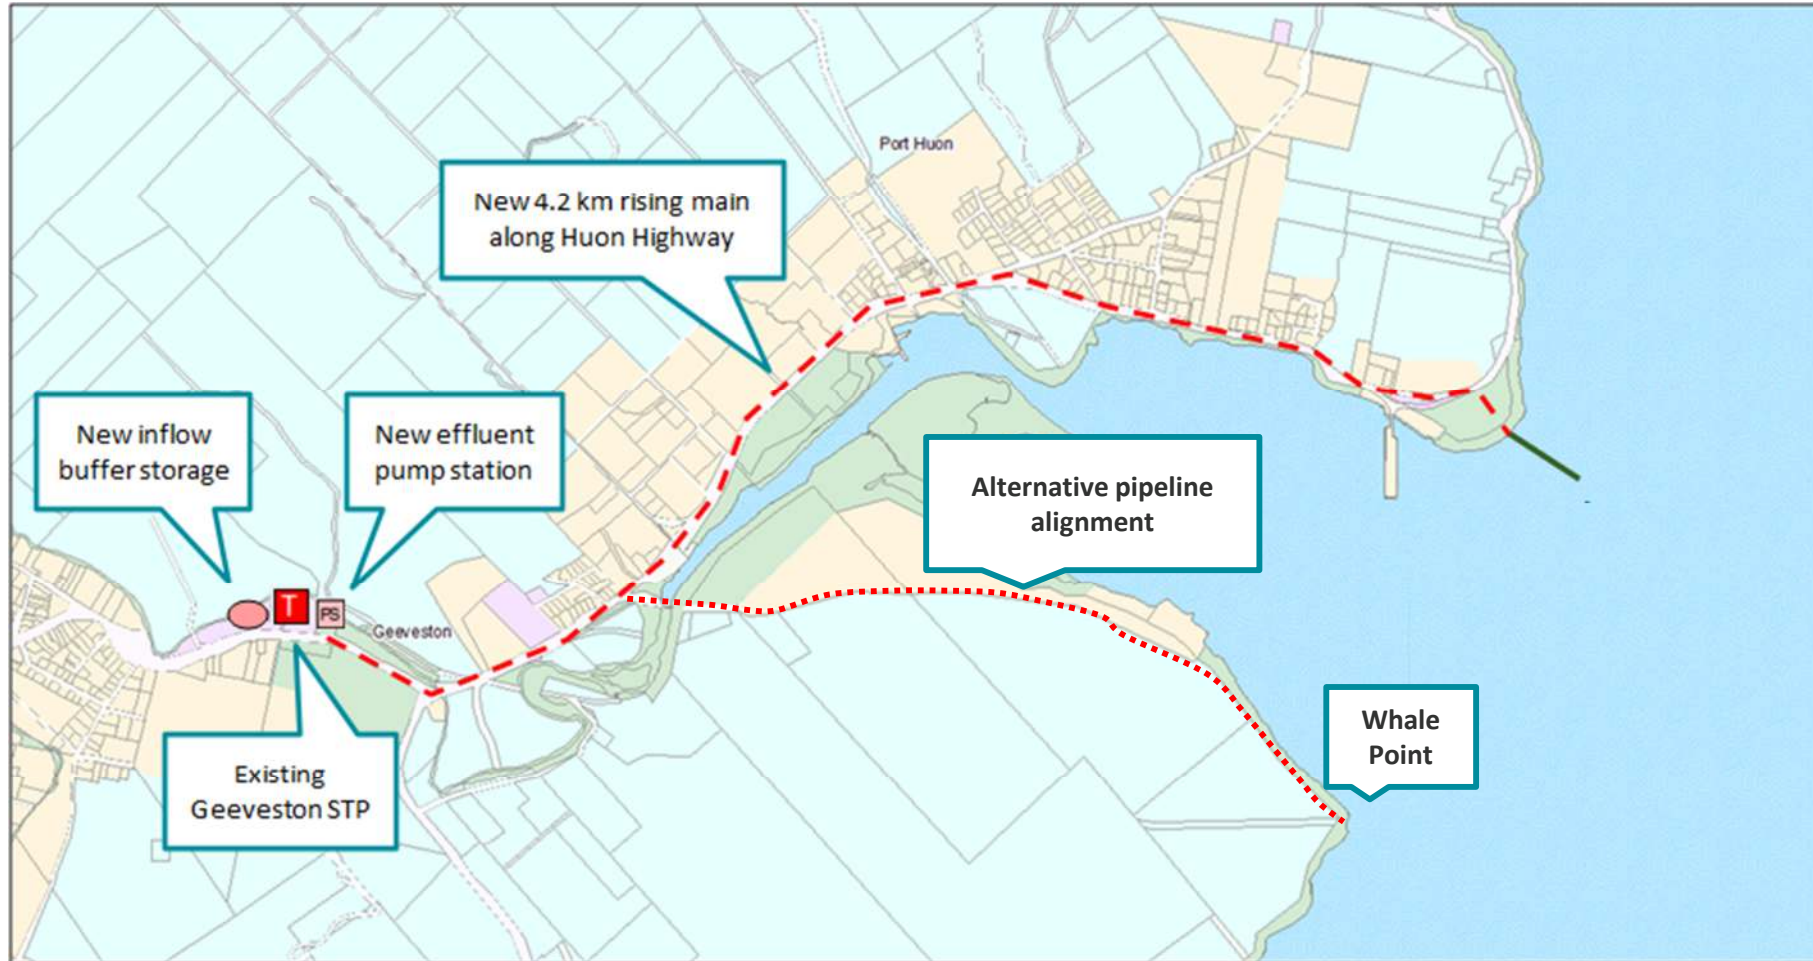 Port Huon
New 4.2 km rising main
along Huon Highway
New inflow
buffer storage
New effluent
pump station
Alternative pipeline
alignment
T
PS
Geeveston
Whale
Point
Existing
Geeveston STP